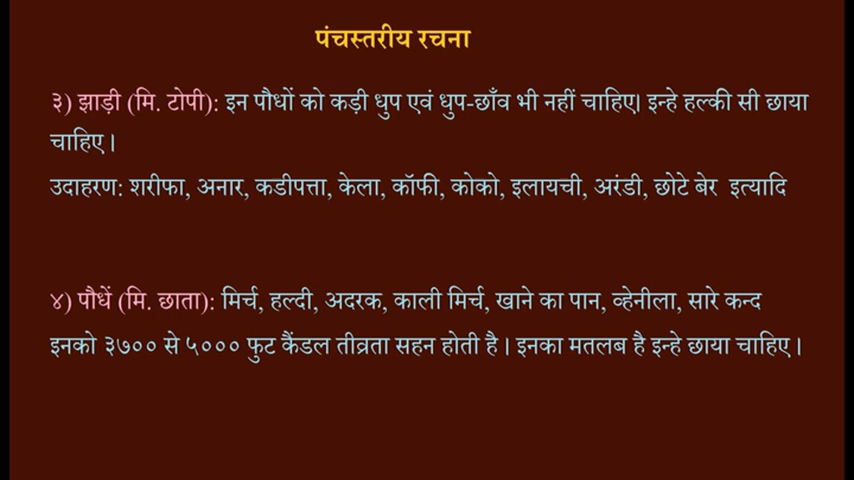 पंचस्तरीय रचना
३) झाड़ी (मि. टोपी): इन पौधों को कड़ी धुप एवं धुप-छाँव भी नहीं चाहिए। इन्हे हल्की सी छाया
चाहिए।
उदाहरण: शरीफा, अनार, कडीपत्ता, केला, कॉफी, कोको, इलायची, अरंडी, छोटे बेर इत्यादि
४) पौधें (मि. छाता): मिर्च, हल्दी, अदरक, काली मिर्च, खाने का पान, व्हेनीला, सारे कन्द
इनको ३७०० से ५००० फुट कैंडल तीव्रता सहन होती है। इनका मतलब है इन्हे छाया चाहिए।